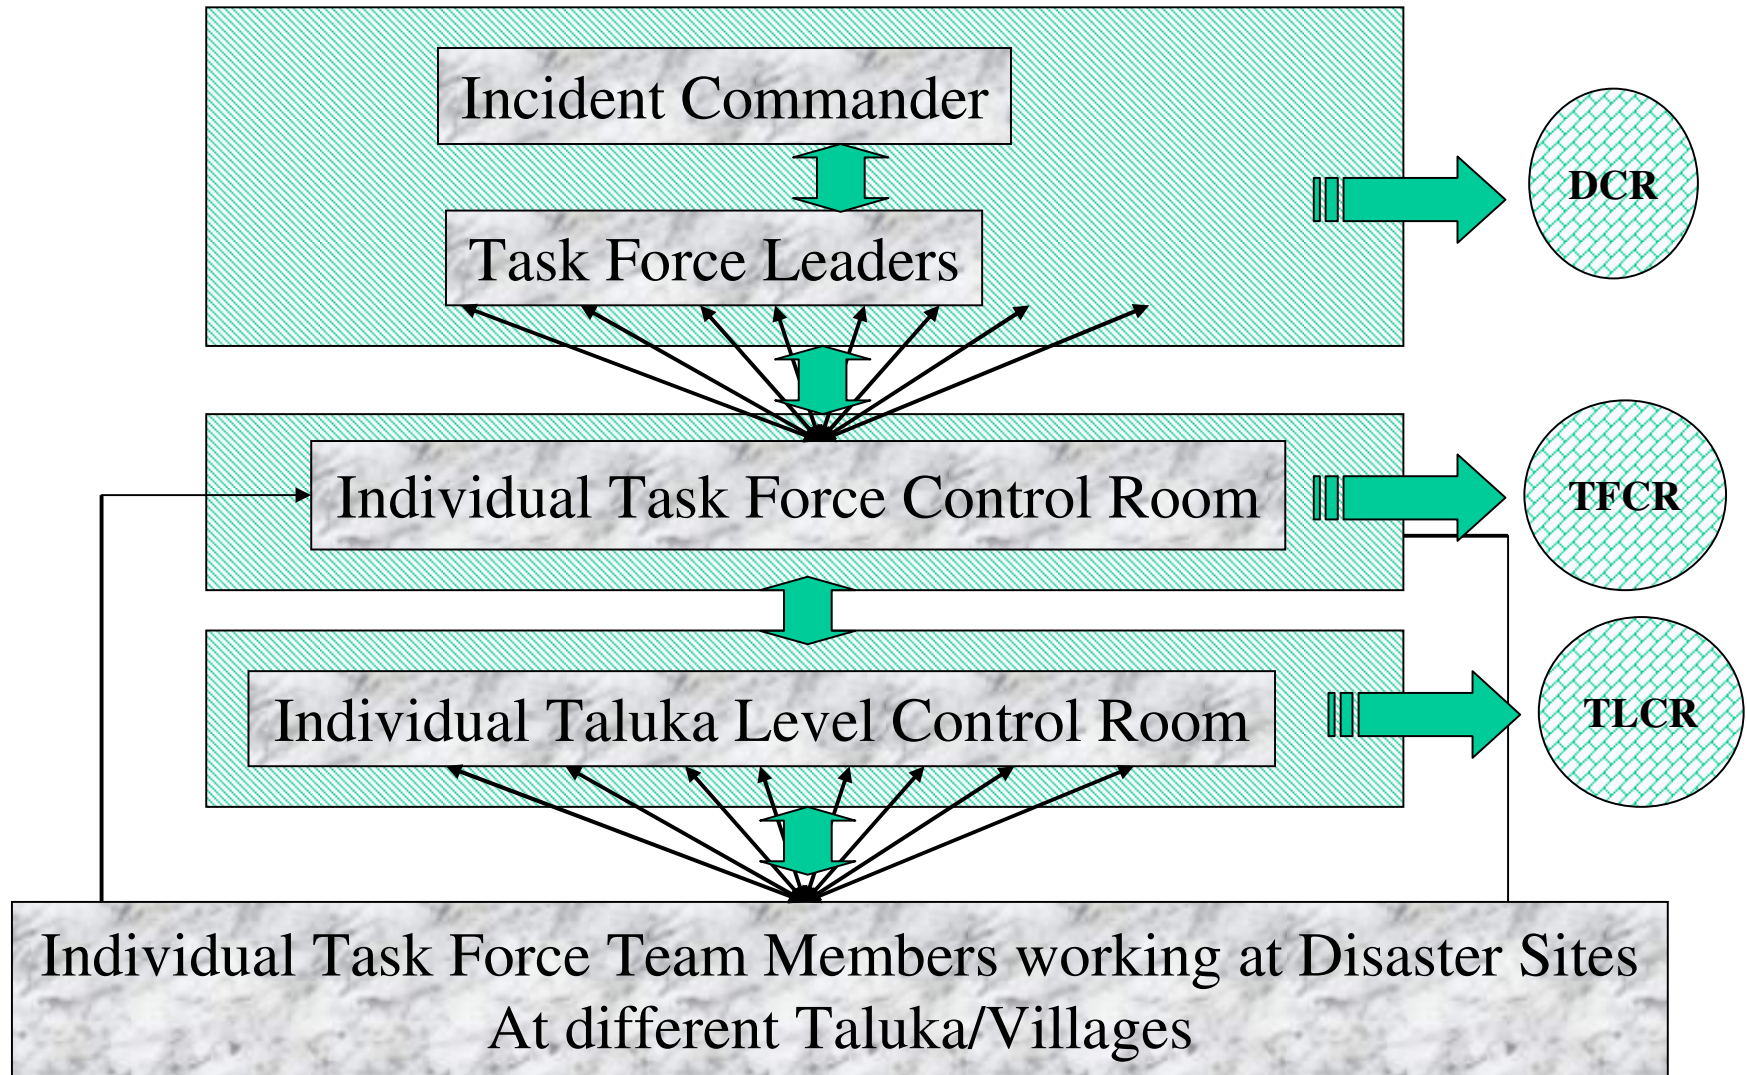 Incident Commander
DCR
Task Force Leaders
Individual Task Force Control Room
TFCR
Individual Taluka Level Control Room
TLCR
Individual Task Force Team Members working at Disaster Sites
At different Taluka/Villages